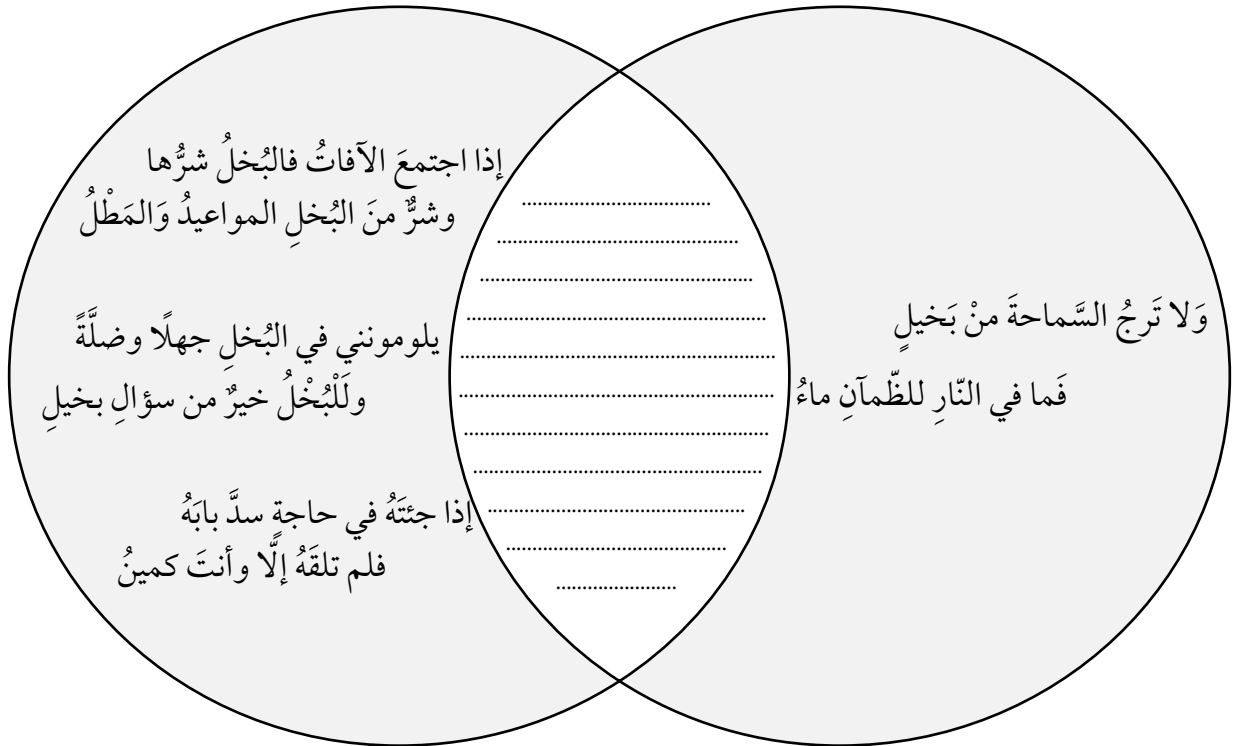 إذا اجتمعَ الآفاتُ فالبُخلُ شرُّها
وشرٌّ منَ البُخلِ المواعيدُ وَالمَطْلُ
يلومونني في البُخلِ جهلًا وضلَّةً
ولَلْبُخْلُ خيرٌ من سؤالِ بخيلِ
إذا جئتَهُ في حاجةٍ سدَّ بابَهُ
فلم تلقَهُ إلَّا وأنتَ كمينُ
وَلا تَرجُ السَّماحةَ منْ بَخيلٍ
فَما في النّارِ للظّمآنِ ماءُ